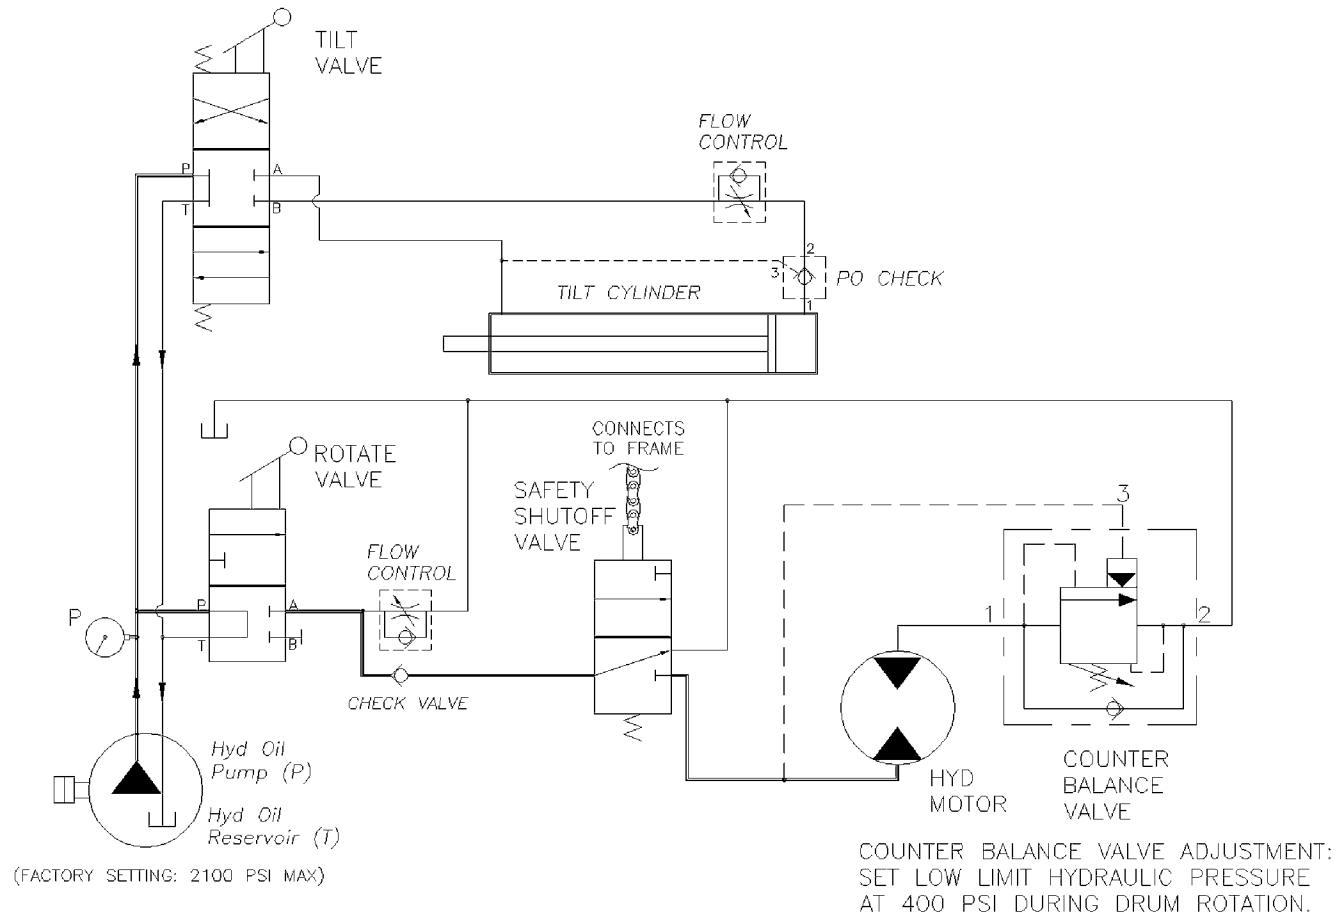 TILT
VALVE
FLOW
CONTROL
P
A
T
B
2
3
PO CHECK
1
TILT CYLINDER
CONNECTS
TO FRAME
ROTATE
VALVE
SAFETY
SHUTOFF
VALVE
3
FLOW
CONTROL
P
A
P
1
2
T
B
CHECK VALVE
Hyd Oil
Pump (P)
HYD
MOTOR
COUNTER
BALANCE
VALVE
Hyd Oil
Reservoir (T)
(FACTORY SETTING: 2100 PSI MAX)
COUNTER BALANCE VALVE ADJUSTMENT:
SET LOW LIMIT HYDRAULIC PRESSURE
AT 400 PSI DURING DRUM ROTATION.